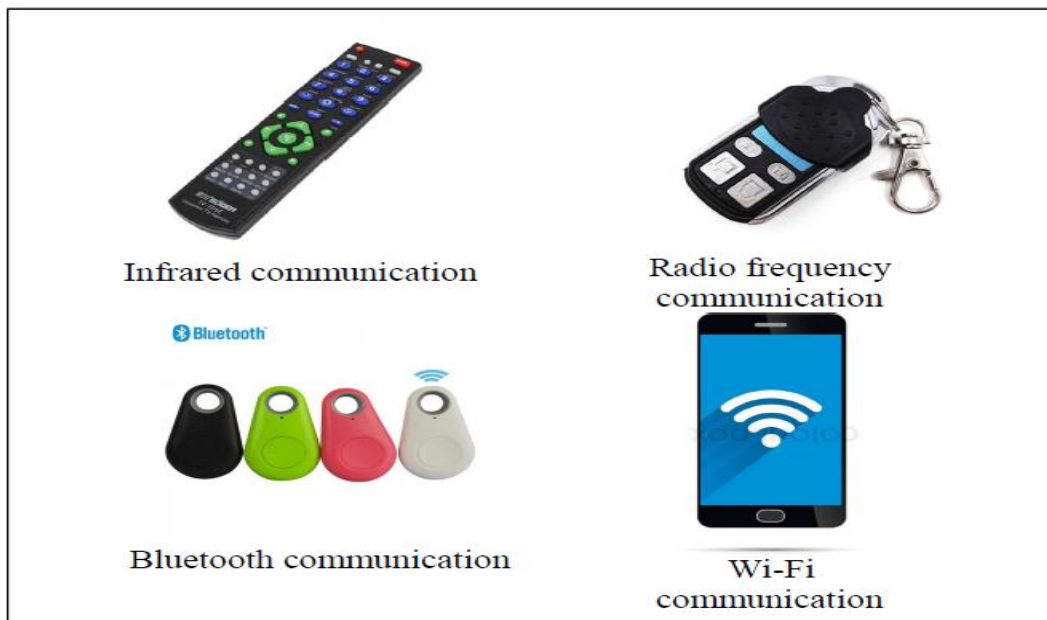 Infrared communication
Radio frequency
communication
Bluetooth
Bluetooth communication
Wi-Fi
communication